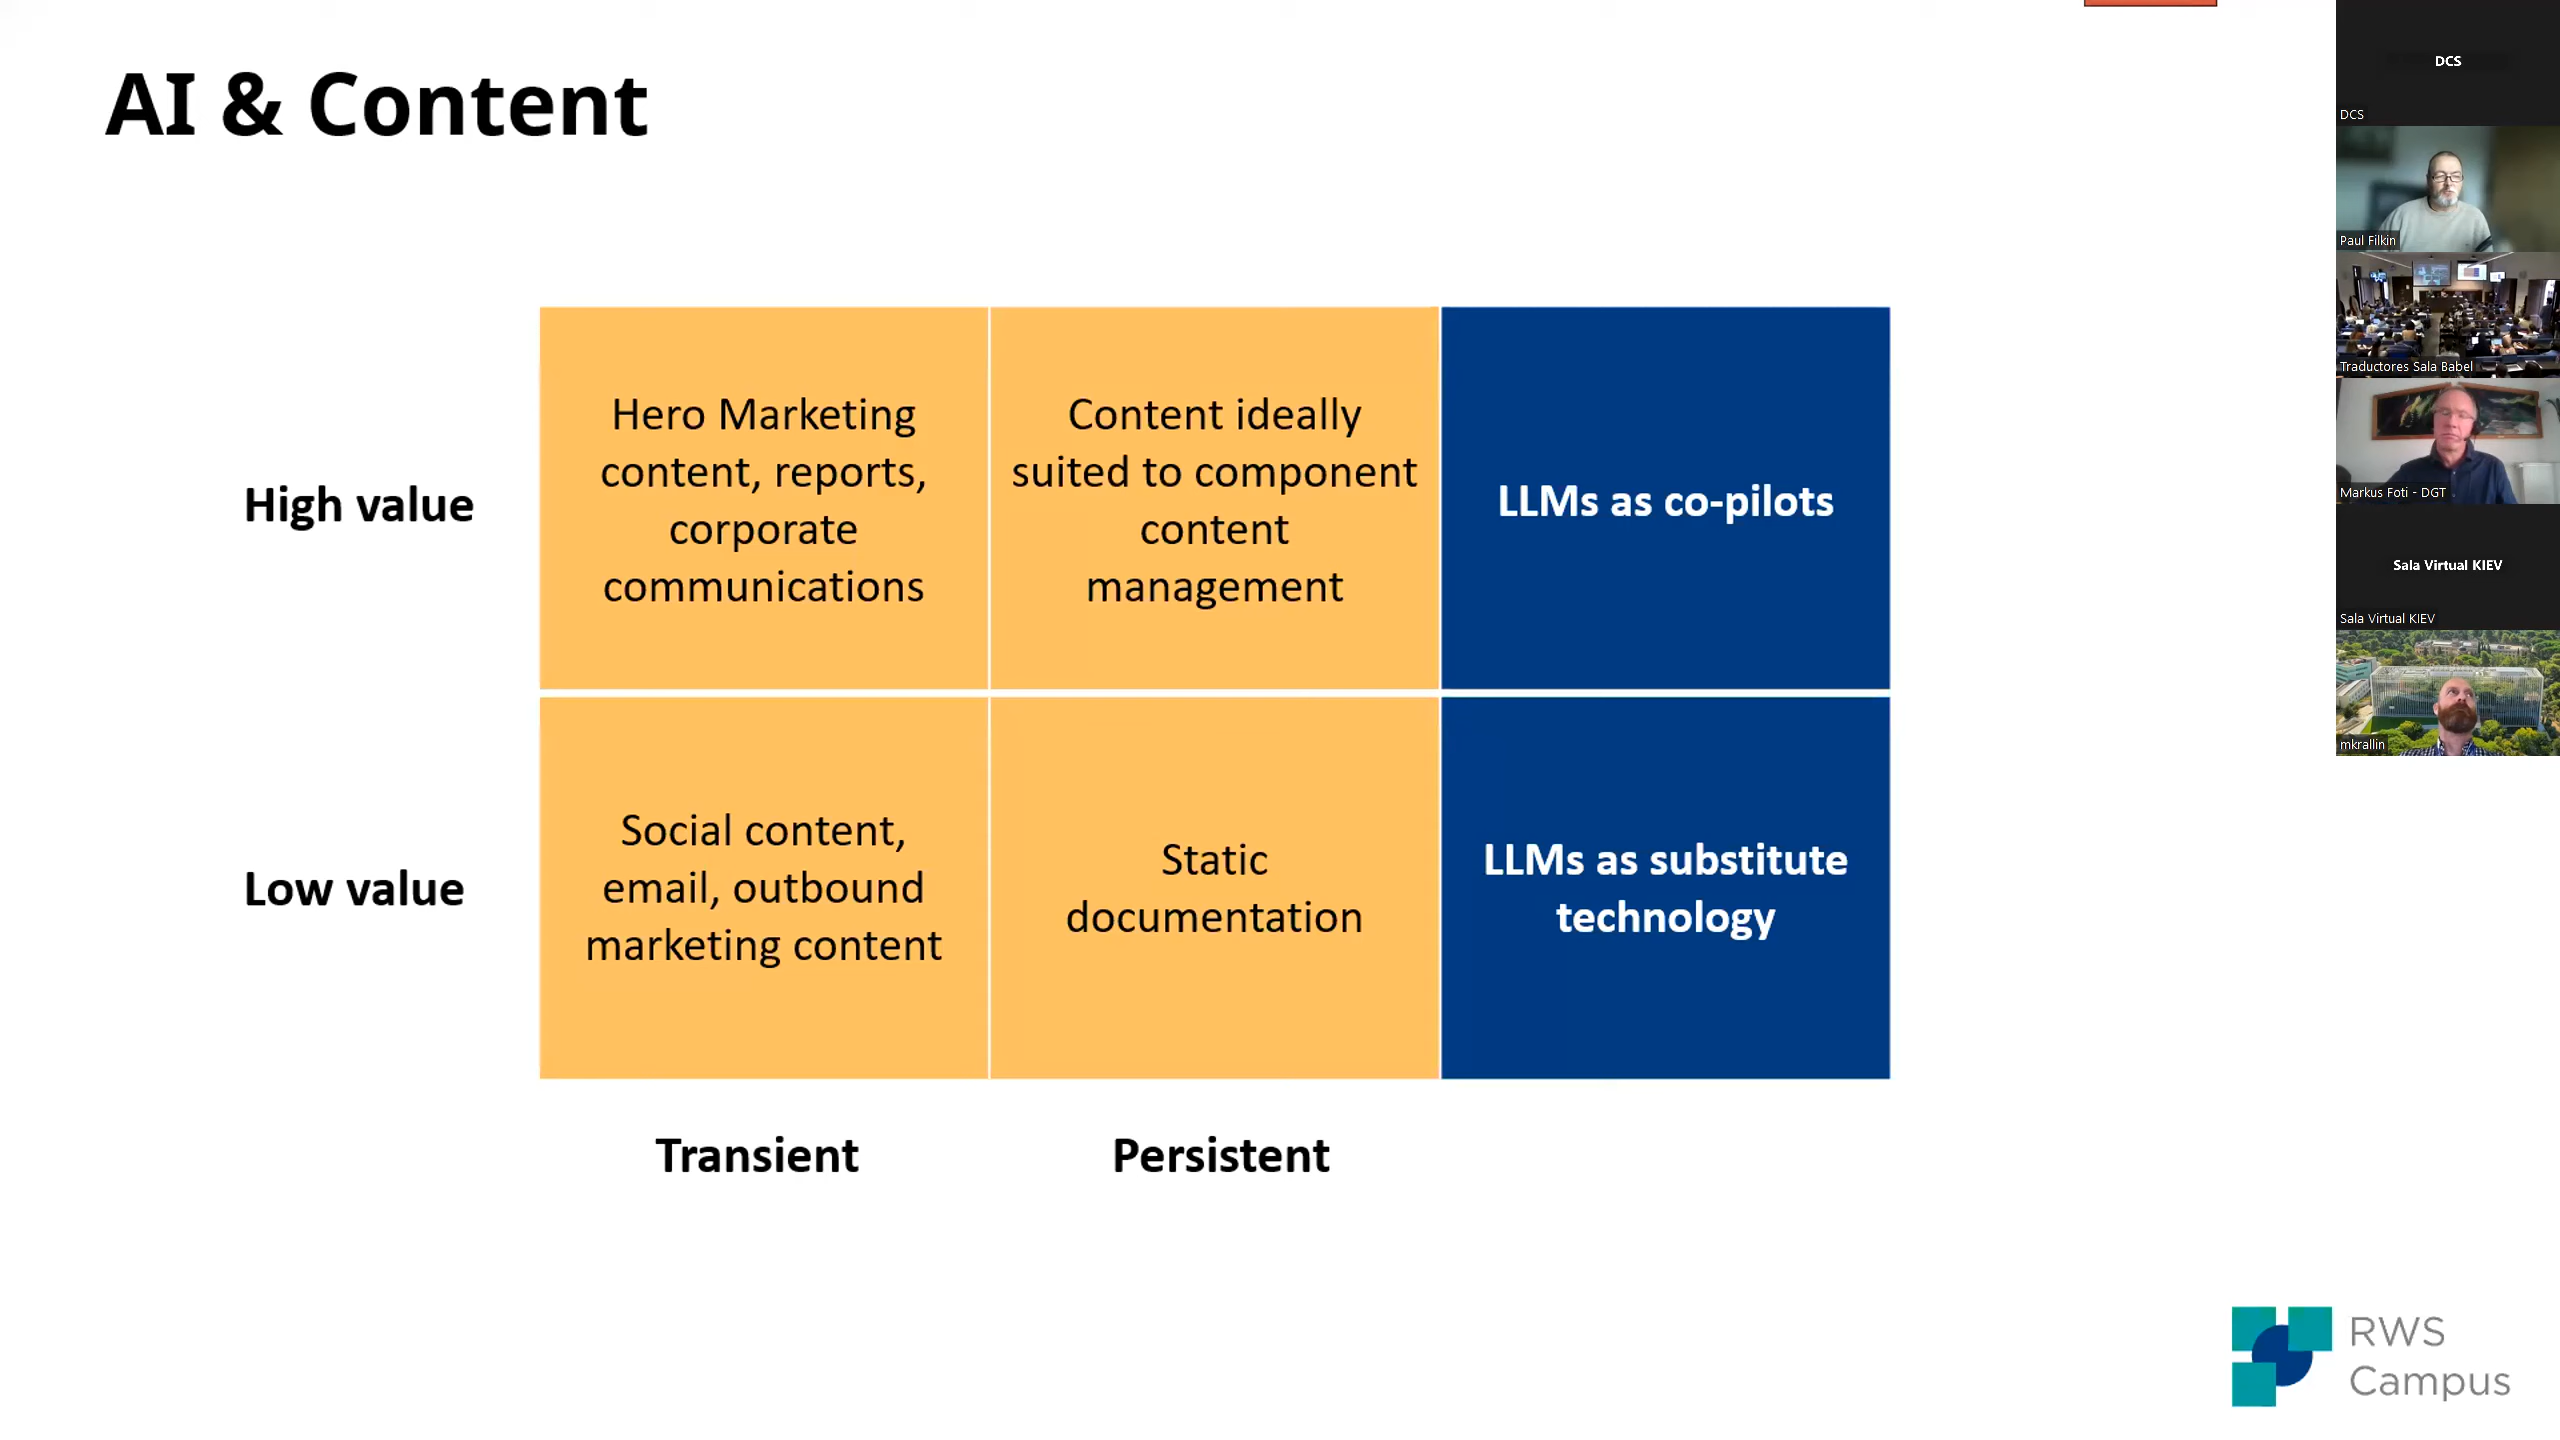 AI & Content
High value
Hero Marketing
content, reports,
corporate
communications
Content ideally
suited to component
content
management
LLMs as co-pilots
Low value
Social content,
email, outbound
marketing content
Static
documentation
LLMs as substitute
technology
Transient
Persistent
RWS
Campus
DCS
DCS
Paul Filkin
Traductores Sala Babel
Markus Foti - DGT
Sala Virtual KIEV
Sala Virtual KIEV
mkrallin